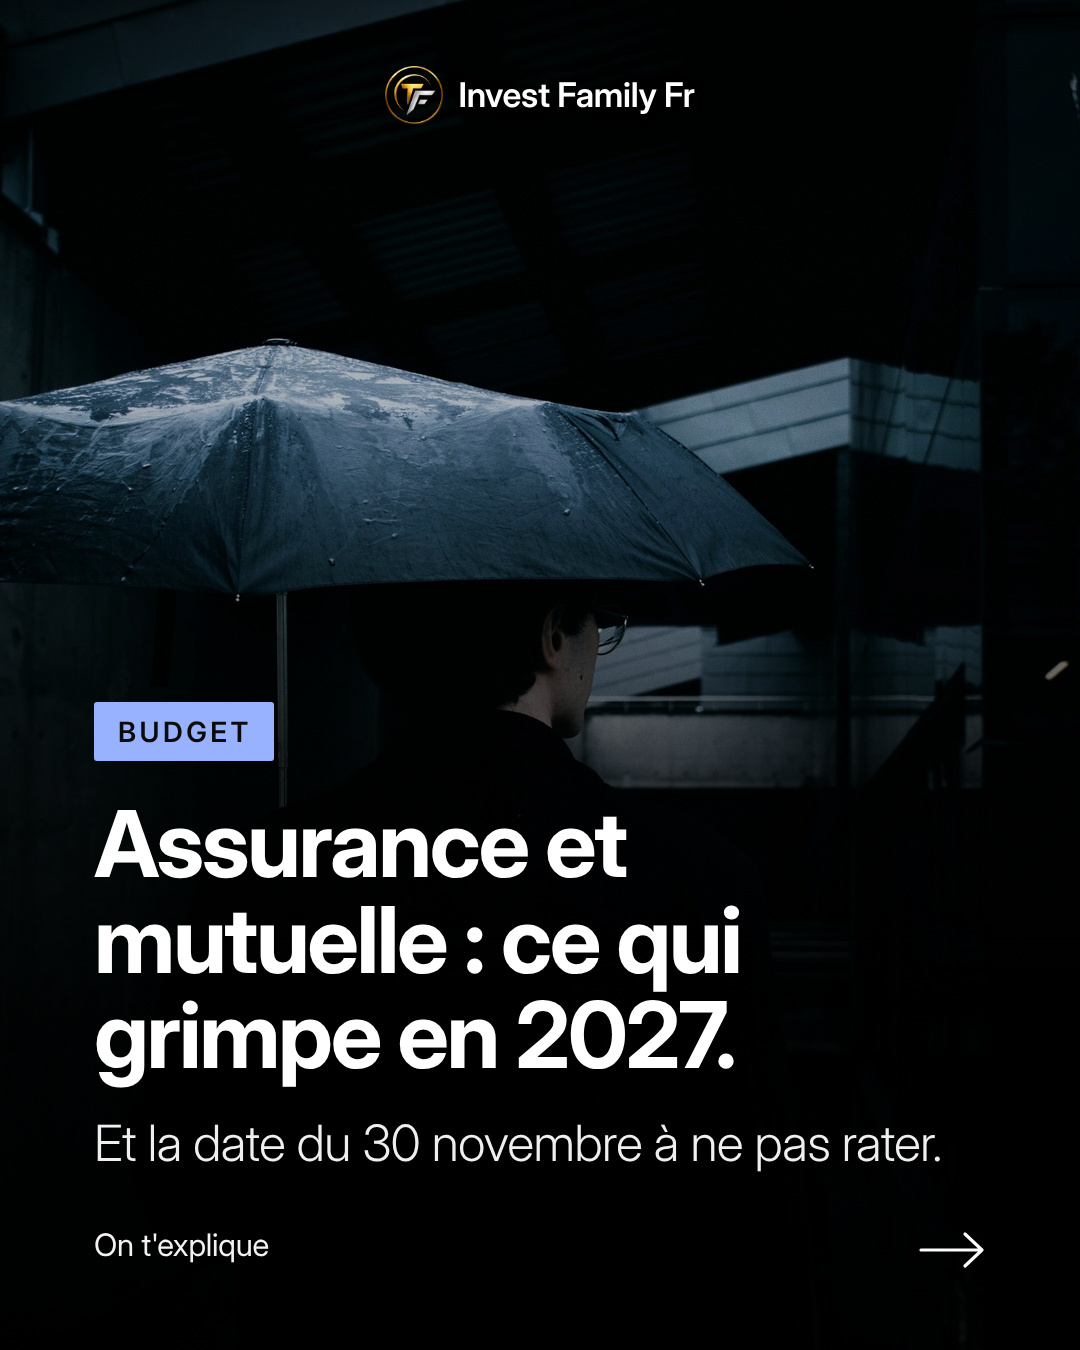 TF Invest Family Fr
BUDGET
Assurance et
mutuelle : ce qui
grimpe en 2027.
Et la date du 30 novembre à ne pas rater.
On t'explique